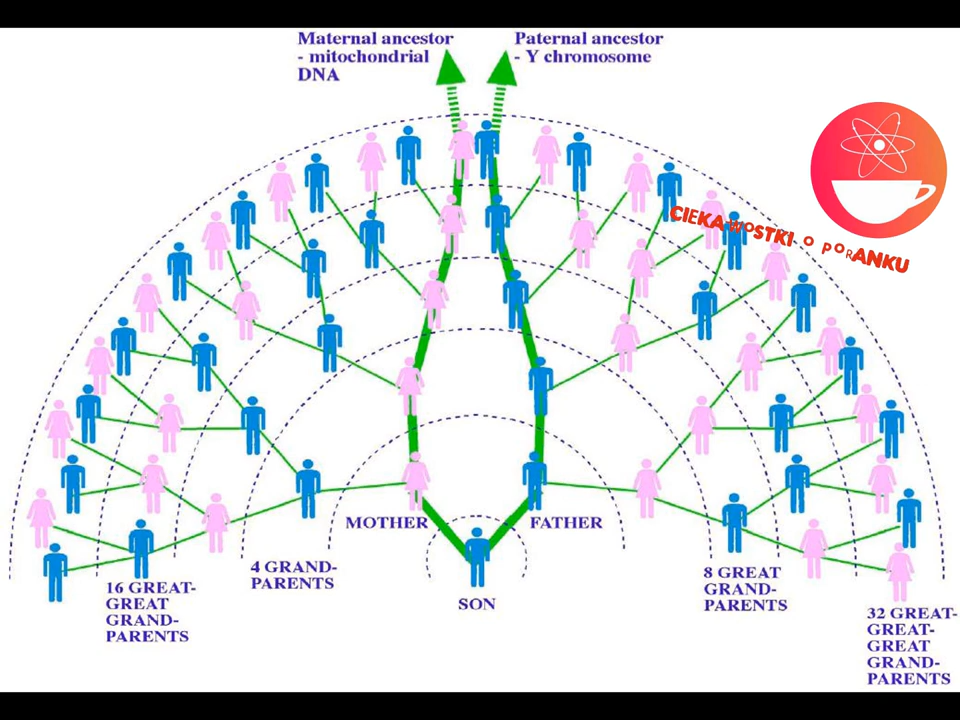 Maternal ancestor
- mitochondrial
DNA
Paternal ancestor
- Y chromosome
CIEKAWOSTKI O PORANKU
MOTHER
FATHER
SON
4 GRAND-
PARENTS
8 GREAT
GRAND-
PARENTS
16 GREAT-
GREAT
GRAND-
PARENTS
32 GREAT-
GREAT-
GREAT
GRAND-
PARENTS